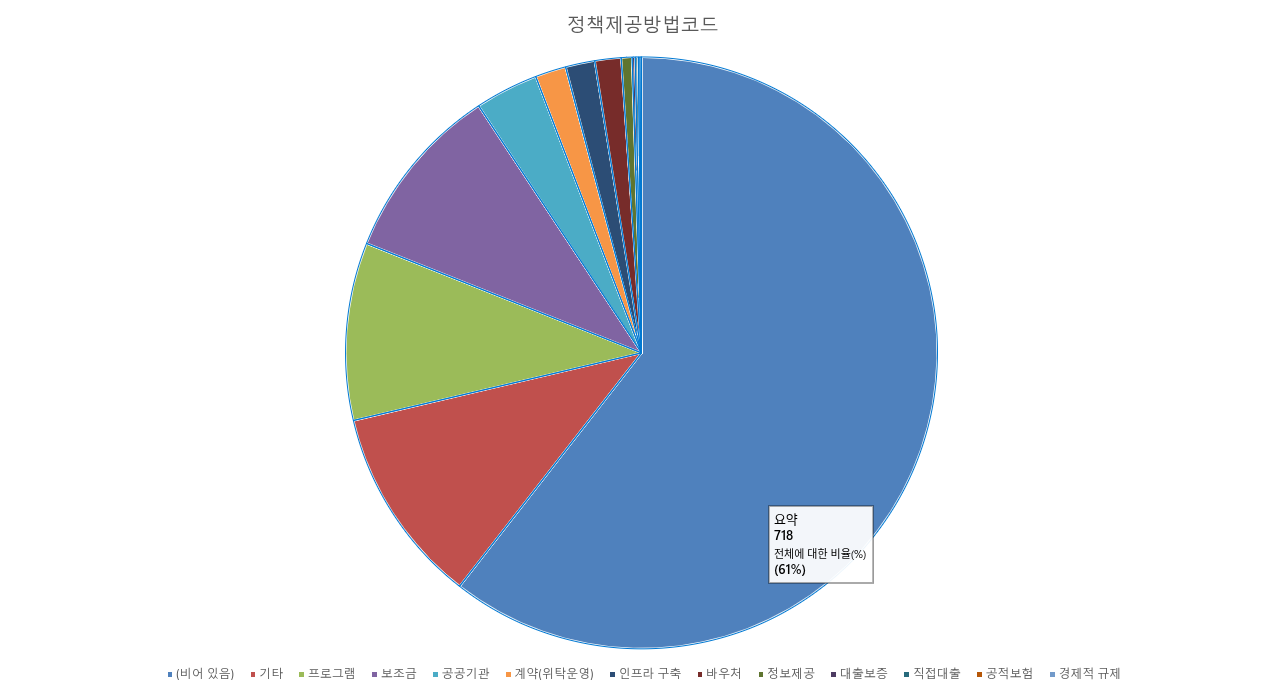 정책제공방법코드
요약
718
전체에 대한 비율(%)
(61%)
(비어 있음) 기타 프로그램 보조금 공공기관 계약(위탁운영) 인프라 구축 바우처 정보제공 대출보증 직접대출 공적보험 경제적 규제